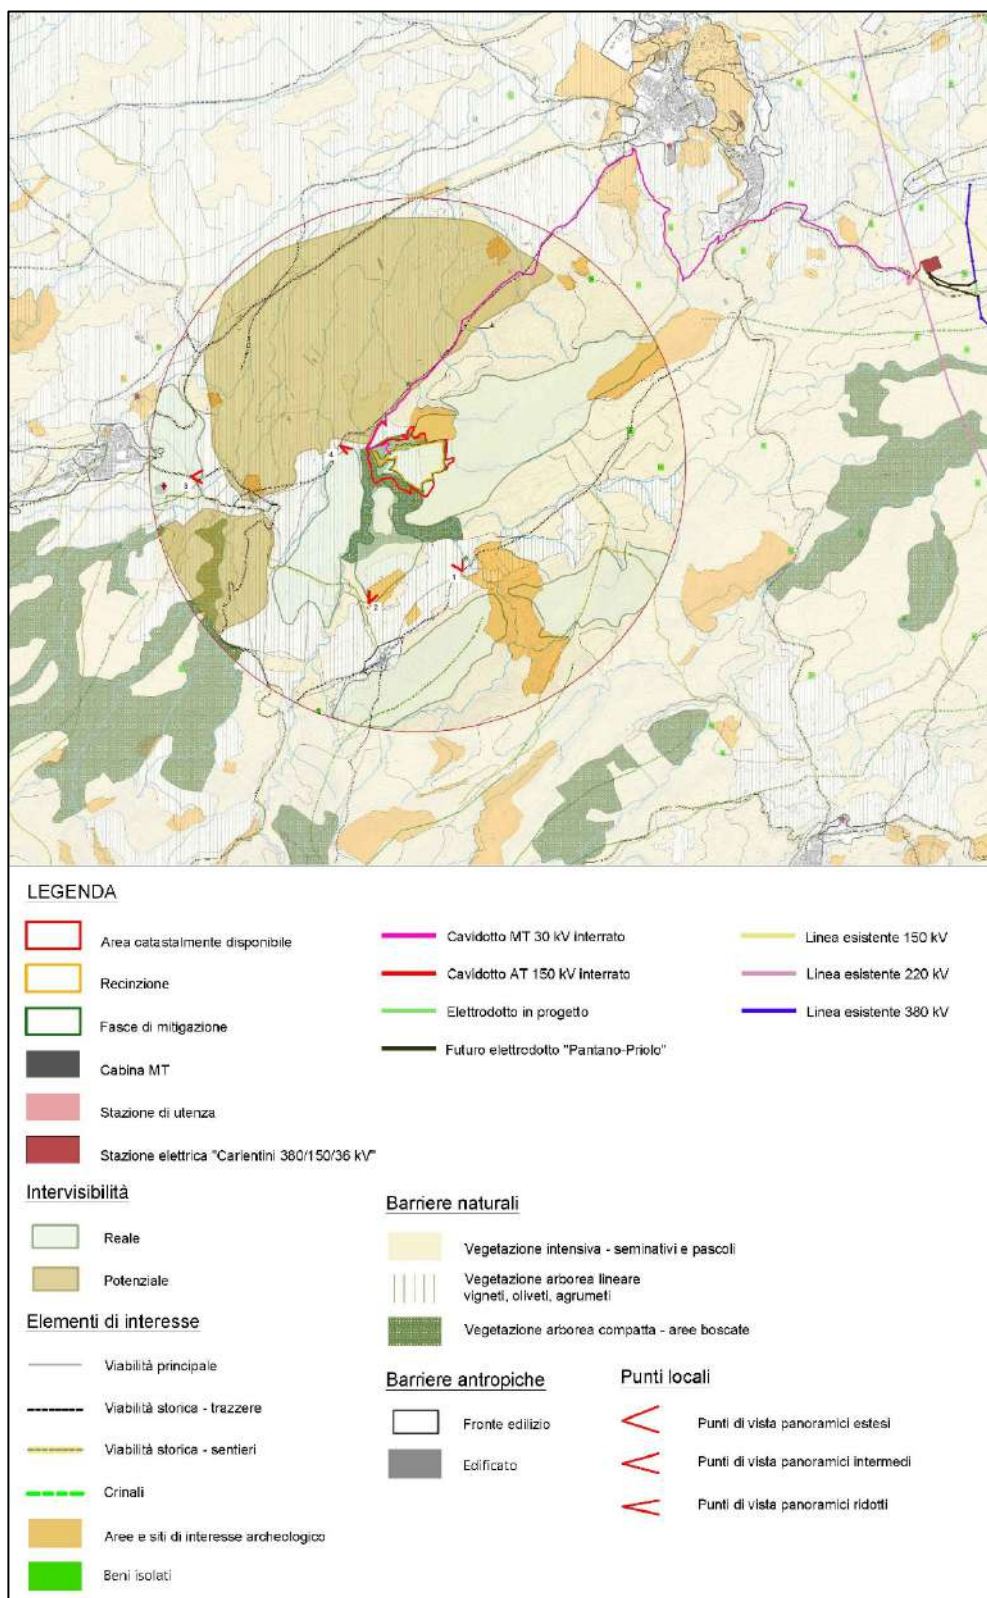 4
3
1
2
LEGENDA
Area catastalmente disponibile
Recinzione
Fasce di mitigazione
Cabina MT
Stazione di utenza
Stazione elettrica "Carlentini 380/150/36 kV"
Cavidotto MT 30 kV interrato
Cavidotto AT 150 kV interrato
Elettrodotto in progetto
Futuro elettrodotto "Pantano-Priolo"
Linea esistente 150 kV
Linea esistente 220 kV
Linea esistente 380 kV
Intervisibilità
Reale
Potenziale
Elementi di interesse
Viabilità principale
Viabilità storica - trazzere
Viabilità storica - sentieri
Crinali
Aree e siti di interesse archeologico
Beni isolati
Barriere naturali
Vegetazione intensiva - seminativi e pascoli
Vegetazione arborea lineare
vigneti, oliveti, agrumeti
Vegetazione arborea compatta - aree boscate
Barriere antropiche
Fronte edilizio
Edificato
Punti locali
Punti di vista panoramici estesi
Punti di vista panoramici intermedi
Punti di vista panoramici ridotti